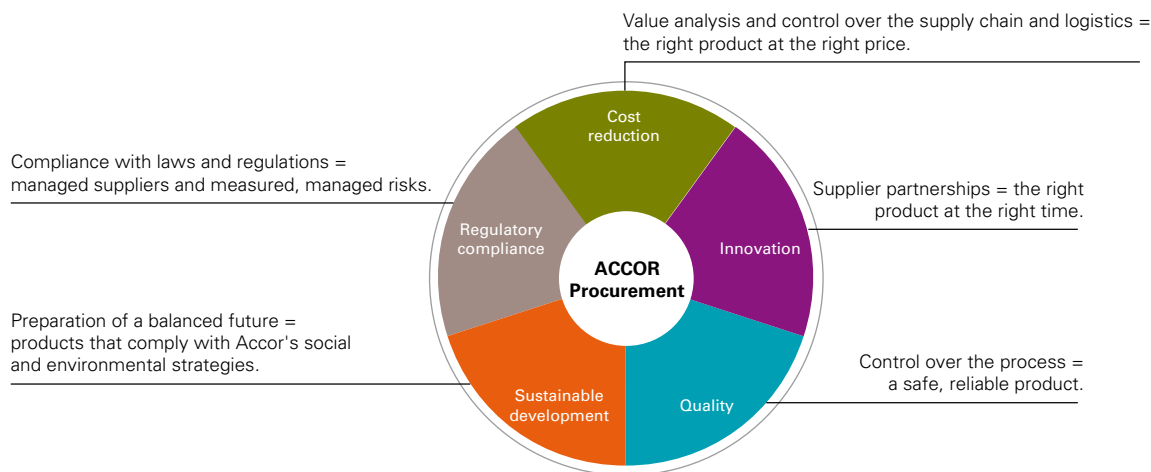 Value analysis and control over the supply chain and logistics =
the right product at the right price.
Cost
reduction
Compliance with laws and regulations =
managed suppliers and measured, managed risks.
Supplier partnerships = the right
product at the right time.
Regulatory
compliance
Innovation
ACCOR
Procurement
Preparation of a balanced future =
products that comply with Accor's social
and environmental strategies.
Control over the process =
a safe, reliable product.
Sustainable
development
Quality